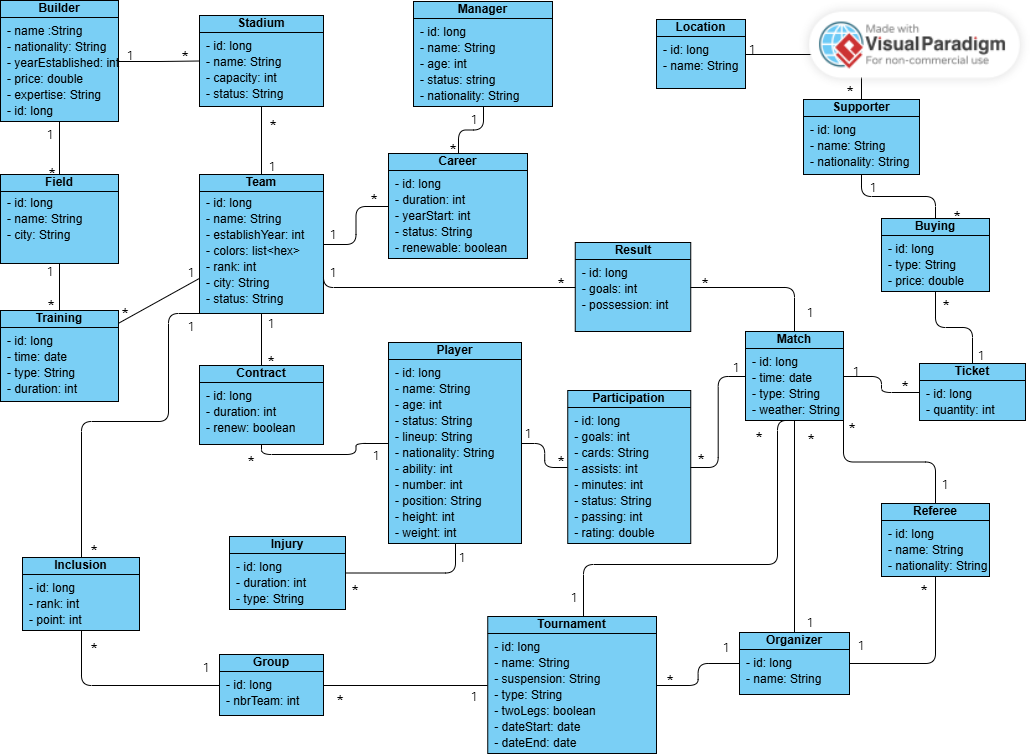 Builder
- name :String
- nationality: String
- yearEstablished: int
- price: double
- expertise: String
- id: long
Stadium
- id: long
- name: String
- capacity: int
- status: String
Manager
- id: long
- name: String
- age: int
- status: string
- nationality: String
Location
- id: long
- name: String
Made with
VisualParadigm
For non-commercial use
Supporter
- id: long
- name: String
- nationality: String
Field
- id: long
- name: String
- city: String
Team
- id: long
- name: String
- establishYear: int
- colors: list<hex>
- rank: int
- city: String
- status: String
Career
- id: long
- duration: int
- yearStart: int
- status: String
- renewable: boolean
Result
- id: long
- goals: int
- possession: int
Buying
- id: long
- type: String
- price: double
Training
- id: long
- time: date
- type: String
- duration: int
Contract
- id: long
- duration: int
- renew: boolean
Player
- id: long
- name: String
- age: int
- status: String
- lineup: String
- nationality: String
- ability: int
- number: int
- position: String
- height: int
- weight: int
Participation
- id: long
- goals: int
- cards: String
- assists: int
- minutes: int
- status: String
- passing: int
- rating: double
Match
- id: long
- time: date
- type: String
- weather: String
Ticket
- id: long
- quantity: int
Referee
- id: long
- name: String
- nationality: String
Injury
- id: long
- duration: int
- type: String
Inclusion
- id: long
- rank: int
- point: int
Group
- id: long
- nbrTeam: int
Tournament
- id: long
- name: String
- suspension: String
- type: String
- twoLegs: boolean
- dateStart: date
- dateEnd: date
Organizer
- id: long
- name: String
1
*
1
*
*
1
1
*
1
*
1
*
1
*
1
*
1
*
1
*
*
1
1
*
*
1
1
*
1
*
*
1
1
*
1
*
*
1
*
1
*
1
*
1
*
1
1
*
*
1
1
*
*
1